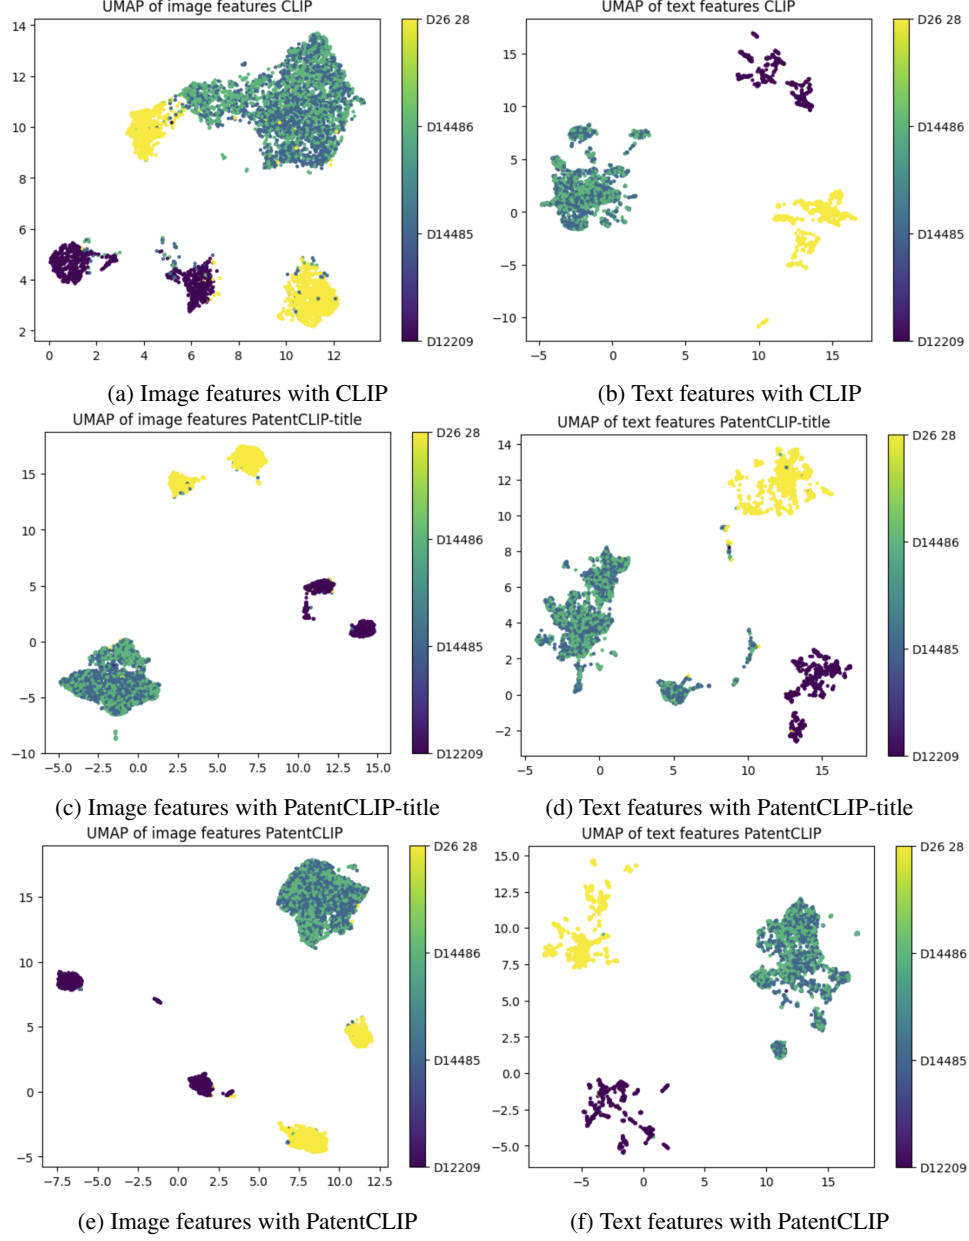 UMAP of image features CLIP
14
12
10
8
6
4
2
0 2 4 6 8 10 12
D26 28
D14486
D14485
D12209
UMAP of text features CLIP
15
10
5
0
−5
−10
−5 0 5 10 15
D26 28
D14486
D14485
D12209
(a) Image features with CLIP
(b) Text features with CLIP
UMAP of image features PatentCLIP-title
15
10
5
0
−5
−10
−5.0 −2.5 0.0 2.5 5.0 7.5 10.0 12.5 15.0
D26 28
D14486
D14485
D12209
UMAP of text features PatentCLIP-title
14
12
10
8
6
4
2
0
−2
−5 0 5 10 15
D26 28
D14486
D14485
D12209
(c) Image features with PatentCLIP-title
(d) Text features with PatentCLIP-title
UMAP of image features PatentCLIP
15
10
5
0
−5
−7.5 −5.0 −2.5 0.0 2.5 5.0 7.5 10.0 12.5
D26 28
D14486
D14485
D12209
UMAP of text features PatentCLIP
15.0
12.5
10.0
7.5
5.0
2.5
0.0
−2.5
−5.0
−5 0 5 10 15
D26 28
D14486
D14485
D12209
(e) Image features with PatentCLIP
(f) Text features with PatentCLIP